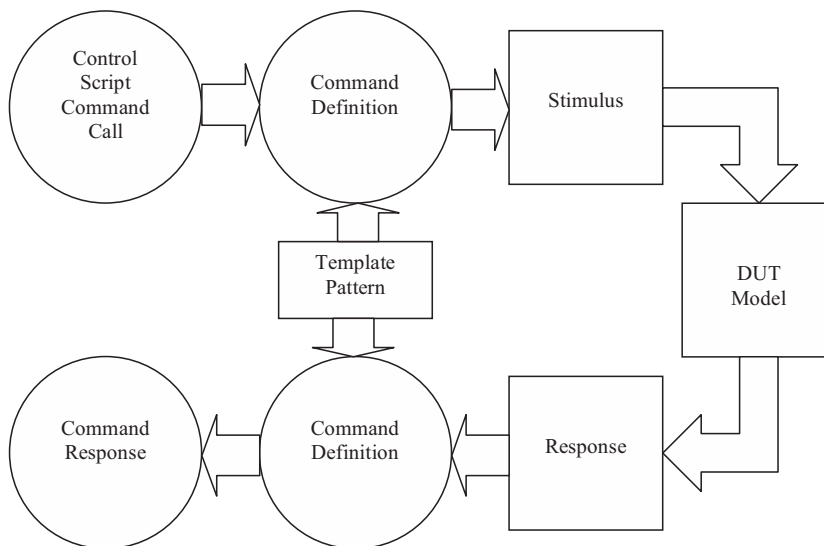 Control
Script
Command
Call
Command
Definition
Stimulus
DUT
Model
Template
Pattern
Command
Response
Command
Definition
Response